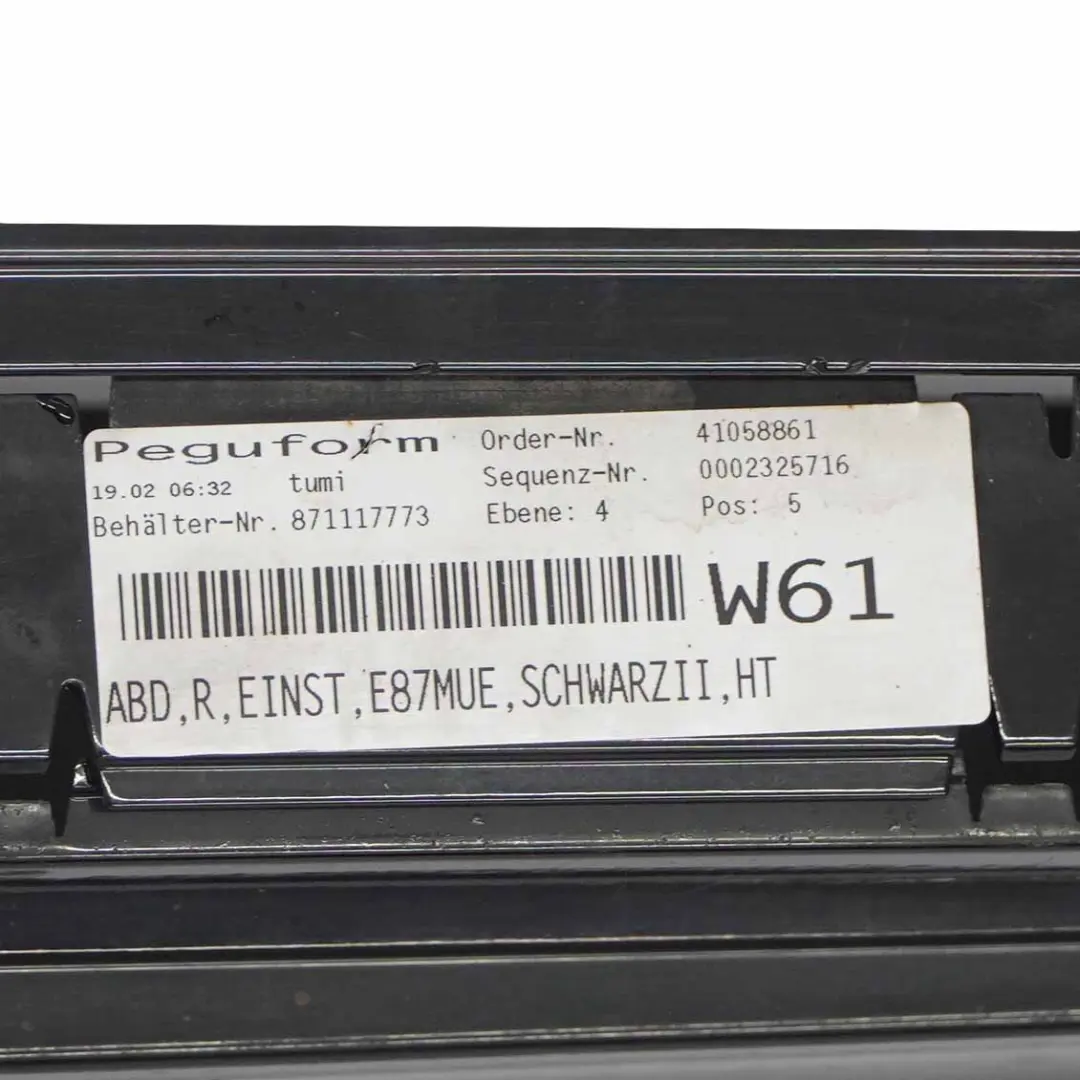 Peguform Order-Nr. 41058861
19.02 06:32 tumi Sequenz-Nr. 0002325716
Behälter-Nr. 871117773 Ebene: 4 Pos: 5
W61
ABD,R,EINST,E87MUE,SCHWARZII,HT